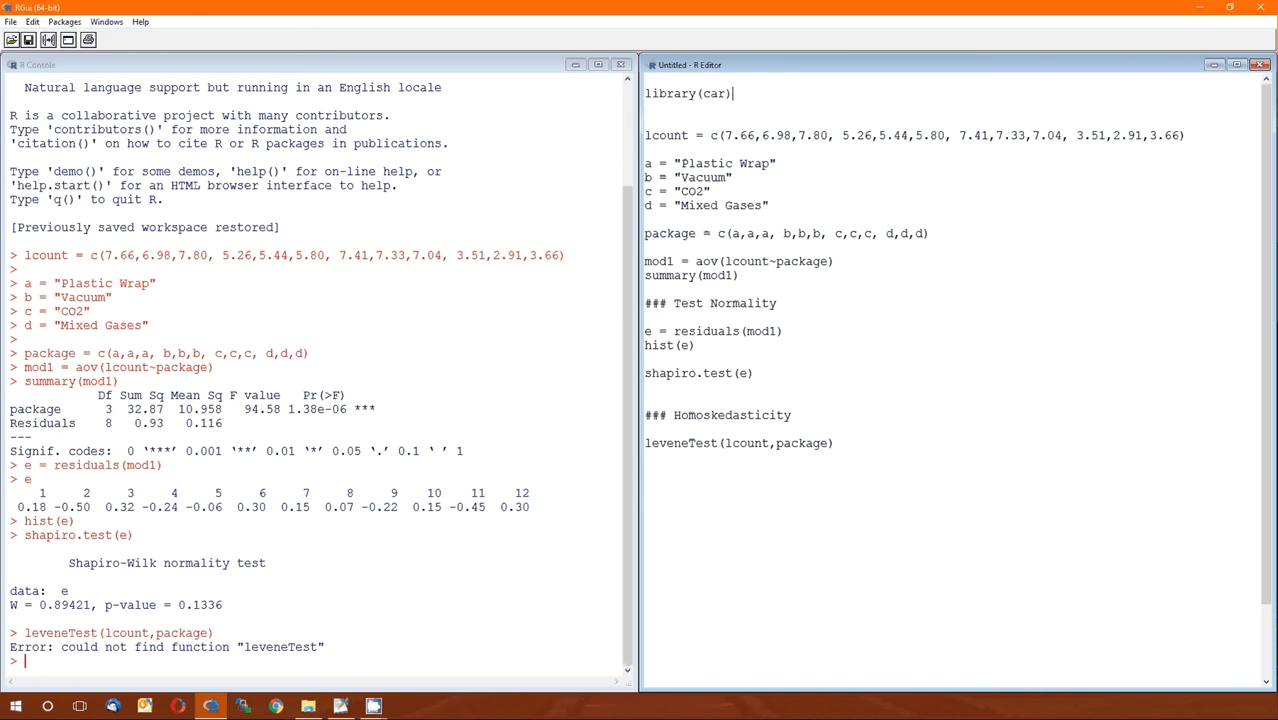 RGui (64-bit)
File Edit Packages Windows Help
R Console
Natural language support but running in an English locale
R is a collaborative project with many contributors.
Type 'contributors()' for more information and
'citation()' on how to cite R or R packages in publications.
Type 'demo()' for some demos, 'help()' for on-line help, or
'help.start()' for an HTML browser interface to help.
Type 'q()' to quit R.
[Previously saved workspace restored]
> lcount = c(7.66,6.98,7.80, 5.26,5.44,5.80, 7.41,7.33,7.04, 3.51,2.91,3.66)
>
> a = "Plastic Wrap"
> b = "Vacuum"
> c = "CO2"
> d = "Mixed Gases"
>
> package = c(a,a,a, b,b,b, c,c,c, d,d,d)
> mod1 = aov(lcount~package)
> summary(mod1)
Df Sum Sq Mean Sq F value Pr(>F)
package 3 32.87 10.958 94.58 1.38e-06 ***
Residuals 8 0.93 0.116
---
Signif. codes: 0 ‘***’ 0.001 ‘**’ 0.01 ‘*’ 0.05 ‘.’ 0.1 ‘ ’ 1
> e = residuals(mod1)
> e
1 2 3 4 5 6 7 8 9 10 11 12
0.18 -0.50 0.32 -0.24 -0.06 0.30 0.15 0.07 -0.22 0.15 -0.45 0.30
> hist(e)
> shapiro.test(e)
Shapiro-Wilk normality test
data: e
W = 0.89421, p-value = 0.1336
> leveneTest(lcount,package)
Error: could not find function "leveneTest"
>
Untitled - R Editor
library(car)
lcount = c(7.66,6.98,7.80, 5.26,5.44,5.80, 7.41,7.33,7.04, 3.51,2.91,3.66)
a = "Plastic Wrap"
b = "Vacuum"
c = "CO2"
d = "Mixed Gases"
package = c(a,a,a, b,b,b, c,c,c, d,d,d)
mod1 = aov(lcount~package)
summary(mod1)
### Test Normality
e = residuals(mod1)
hist(e)
shapiro.test(e)
### Homoskedasticity
leveneTest(lcount,package)